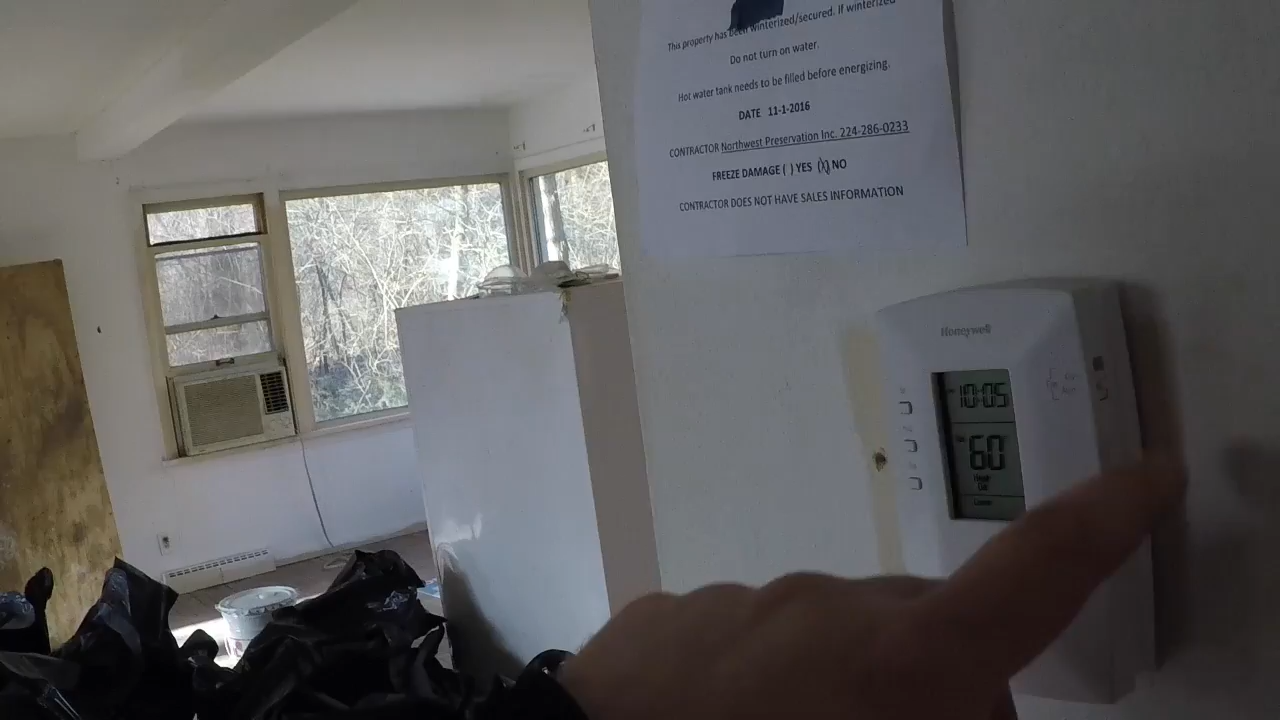 This property has been winterized/secured. If winterized
Do not turn on water.
Hot water tank needs to be filled before energizing.
DATE 11-1-2016
CONTRACTOR Northwest Preservation Inc. 224-286-0233
FREEZE DAMAGE ( ) YES (X) NO
CONTRACTOR DOES NOT HAVE SALES INFORMATION
Honeywell
10:05
60